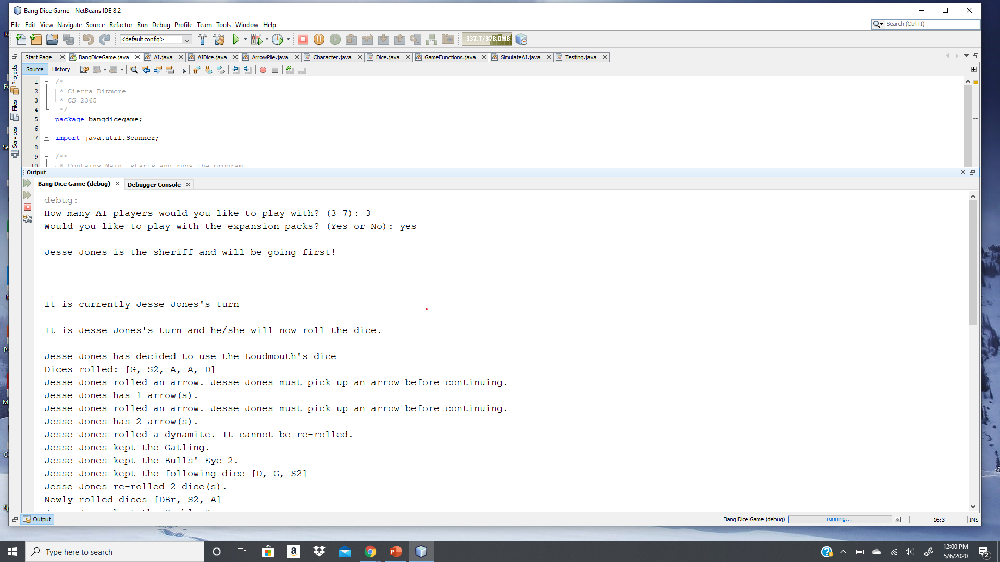 Bang Dice Game - NetBeans IDE 8.2
File Edit View Navigate Source Refactor Run Debug Profile Team Tools Window Help
Search (Ctrl+I)
<default config>
337.7/378.0MB
Start Page BangDiceGame.java AI.java AIDice.java ArrowPile.java Character.java Dice.java GameFunctions.java SimulateAI.java Testing.java
Source History
Projects
Files
Services
1 /*
2 * Cierra Ditmore
3 * CS 2365
4 */
5 package bangdicegame;
6
7 import java.util.Scanner;
8
9 /**
10 * Contains Main, starts and runs the program
Output
Bang Dice Game (debug) Debugger Console
debug:
How many AI players would you like to play with? (3-7): 3
Would you like to play with the expansion packs? (Yes or No): yes
Jesse Jones is the sheriff and will be going first!
------------------------------------------------------
It is currently Jesse Jones's turn
It is Jesse Jones's turn and he/she will now roll the dice.
Jesse Jones has decided to use the Loudmouth's dice
Dices rolled: [G, S2, A, A, D]
Jesse Jones rolled an arrow. Jesse Jones must pick up an arrow before continuing.
Jesse Jones has 1 arrow(s).
Jesse Jones rolled an arrow. Jesse Jones must pick up an arrow before continuing.
Jesse Jones has 2 arrow(s).
Jesse Jones rolled a dynamite. It cannot be re-rolled.
Jesse Jones kept the Gatling.
Jesse Jones kept the Bulls' Eye 2.
Jesse Jones kept the following dice [D, G, S2]
Jesse Jones re-rolled 2 dice(s).
Newly rolled dices [DBr, S2, A]
Output
Bang Dice Game (debug) running... 16:3 INS
Type here to search
12:00 PM
5/6/2020
2